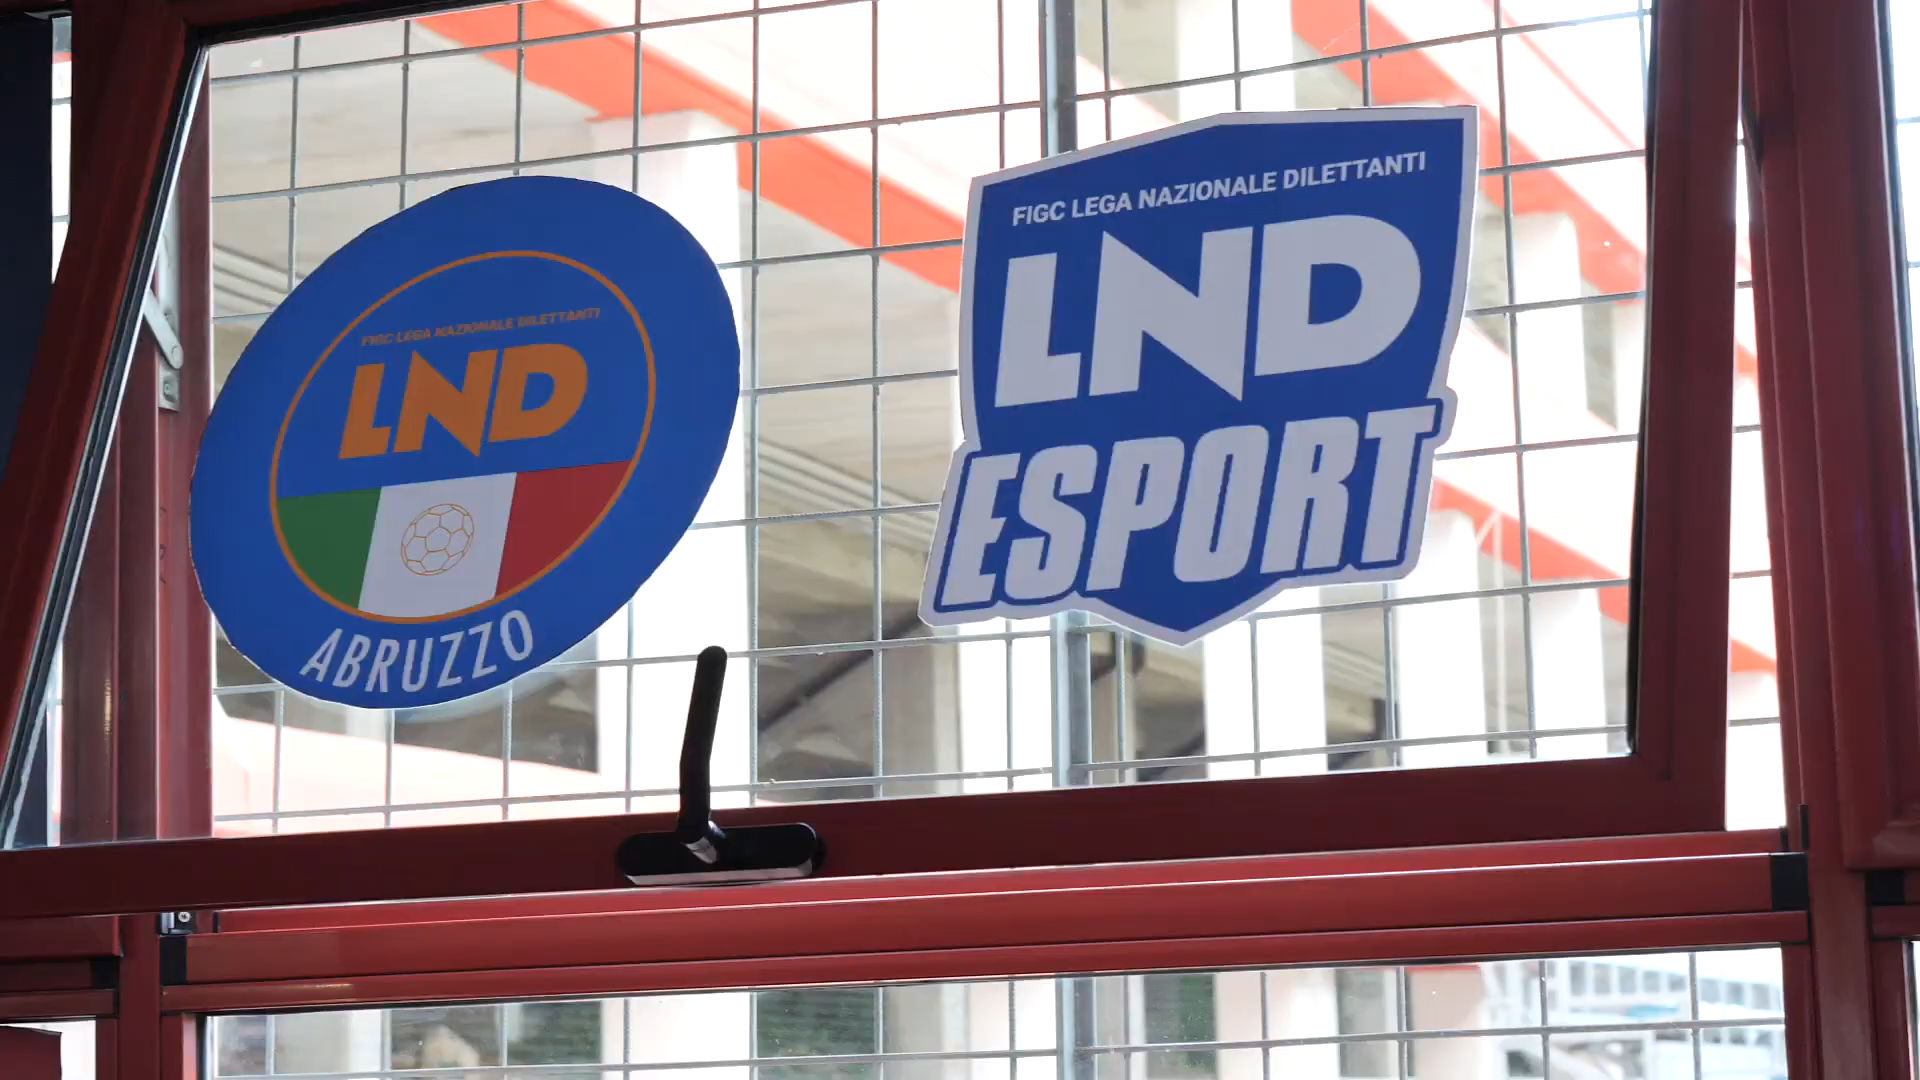 FIGC LEGA NAZIONALE DILETTANTI
LND
ABRUZZO
FIGC LEGA NAZIONALE DILETTANTI
LND
ESPORT